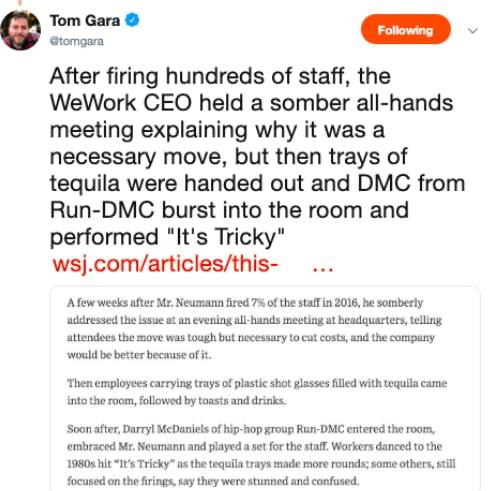 Tom Gara
Following
@tomgara
After firing hundreds of staff, the
WeWork CEO held a somber all-hands
meeting explaining why it was a
necessary move, but then trays of
tequila were handed out and DMC from
Run-DMC burst into the room and
performed "It's Tricky"
wsj.com/articles/this- ...
A few weeks after Mr. Neumann fired 7% of the staff in 2016, he somberly
addressed the issue at an evening all-hands meeting at headquarters, telling
attendees the move was tough but necessary to cut costs, and the company
would be better because of it.
Then employees carrying trays of plastic shot glasses filled with tequila came
into the room, followed by toasts and drinks.
Soon after, Darryl McDaniels of hip-hop group Run-DMC entered the room,
embraced Mr. Neumann and played a set for the staff. Workers danced to the
1980s hit “It’s Tricky” as the tequila trays made more rounds; some others, still
focused on the firings, say they were stunned and confused.